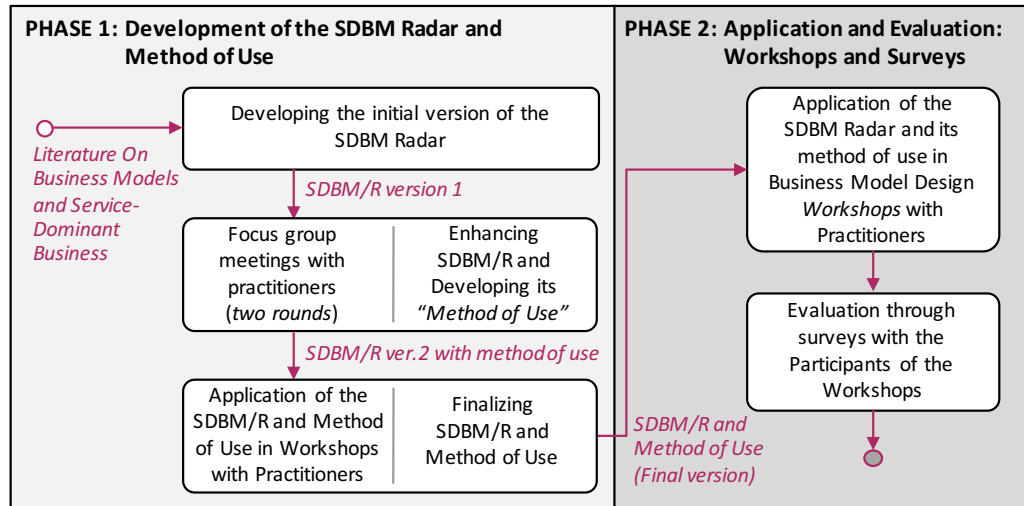 PHASE 1: Development of the SDBM Radar and
Method of Use
Developing the initial version of the
SDBM Radar
Literature On
Business Models
and Service-
Dominant
Business
SDBM/R version 1
Focus group
meetings with
practitioners
(two rounds)
Enhancing
SDBM/R and
Developing its
“Method of Use”
SDBM/R ver.2 with method of use
Application of the
SDBM/R and Method
of Use in Workshops
with Practitioners
Finalizing
SDBM/R and
Method of Use
SDBM/R and
Method of Use
(Final version)
PHASE 2: Application and Evaluation:
Workshops and Surveys
Application of the
SDBM Radar and its
method of use in
Business Model Design
Workshops with
Practitioners
Evaluation through
surveys with the
Participants of the
Workshops